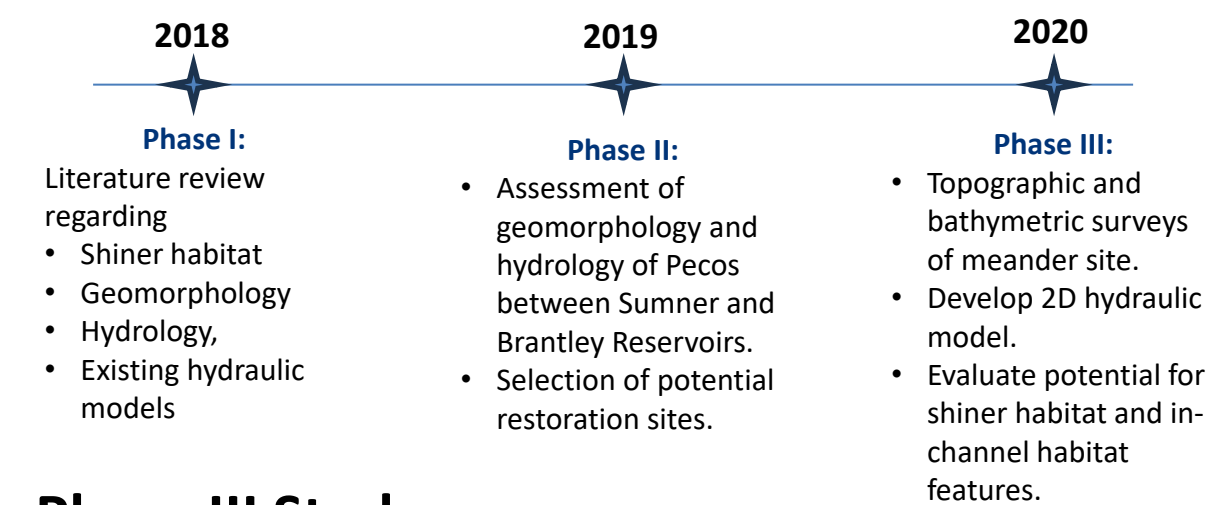 2018
Phase I:
Literature review
regarding
• Shiner habitat
• Geomorphology
• Hydrology,
• Existing hydraulic
models
2019
Phase II:
• Assessment of
geomorphology and
hydrology of Pecos
between Sumner and
Brantley Reservoirs.
• Selection of potential
restoration sites.
2020
Phase III:
• Topographic and
bathymetric surveys
of meander site.
• Develop 2D hydraulic
model.
• Evaluate potential for
shiner habitat and in-
channel habitat
features.